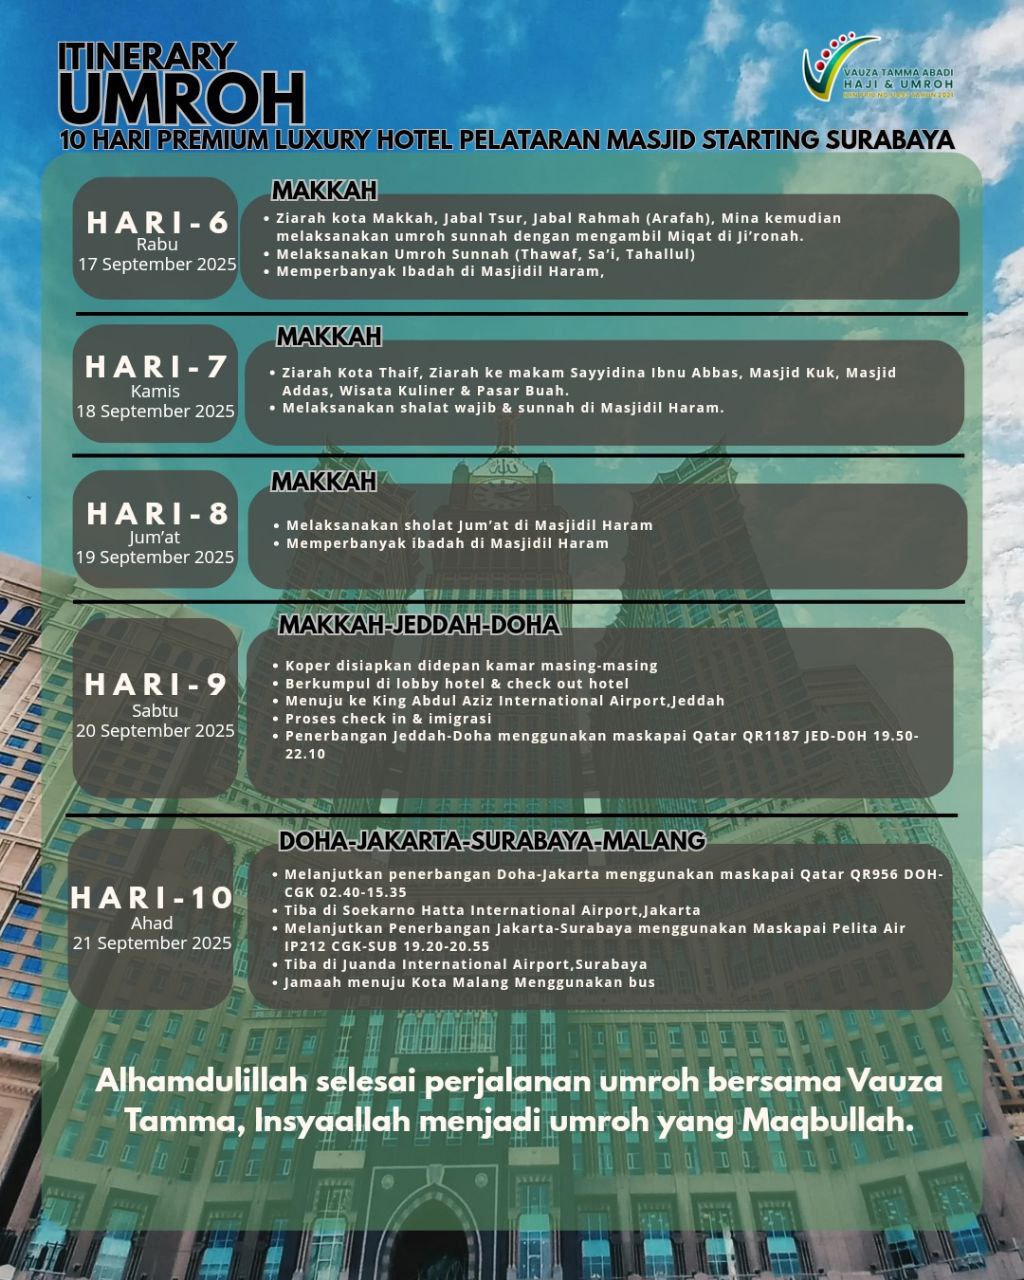 ITINERARY
UMROH
VAUZA TAMMA ABADI
HAJI & UMROH
10 HARI PREMIUM LUXURY HOTEL PELATARAN MASJID STARTING SURABAYA
HARI-6
Rabu
17 September 2025
MAKKAH
• Ziarah kota Makkah, Jabal Tsur, Jabal Rahmah (Arafah), Mina kemudian
melaksanakan umroh sunnah dengan mengambil Miqat di Ji’ronah.
• Melaksanakan Umroh Sunnah (Thawaf, Sa’i, Tahallul)
• Memperbanyak Ibadah di Masjidil Haram,
HARI-7
Kamis
18 September 2025
MAKKAH
• Ziarah Kota Thaif, Ziarah ke makam Sayyidina Ibnu Abbas, Masjid Kuk, Masjid
Addas, Wisata Kuliner & Pasar Buah.
• Melaksanakan shalat wajib & sunnah di Masjidil Haram.
HARI-8
Jum’at
19 September 2025
MAKKAH
• Melaksanakan sholat Jum’at di Masjidil Haram
• Memperbanyak ibadah di Masjidil Haram
HARI-9
Sabtu
20 September 2025
MAKKAH-JEDDAH-DOHA
• Koper disiapkan didepan kamar masing-masing
• Berkumpul di lobby hotel & check out hotel
• Menuju ke King Abdul Aziz International Airport,Jeddah
• Proses check in & imigrasi
• Penerbangan Jeddah-Doha menggunakan maskapai Qatar QR1187 JED-D0H 19.50-
22.10
HARI-10
Ahad
21 September 2025
DOHA-JAKARTA-SURABAYA-MALANG
• Melanjutkan penerbangan Doha-Jakarta menggunakan maskapai Qatar QR956 DOH-
CGK 02.40-15.35
• Tiba di Soekarno Hatta International Airport,Jakarta
• Melanjutkan Penerbangan Jakarta-Surabaya menggunakan Maskapai Pelita Air
IP212 CGK-SUB 19.20-20.55
• Tiba di Juanda International Airport,Surabaya
• Jamaah menuju Kota Malang Menggunakan bus
Alhamdulillah selesai perjalanan umroh bersama Vauza
Tamma, Insyaallah menjadi umroh yang Maqbullah.